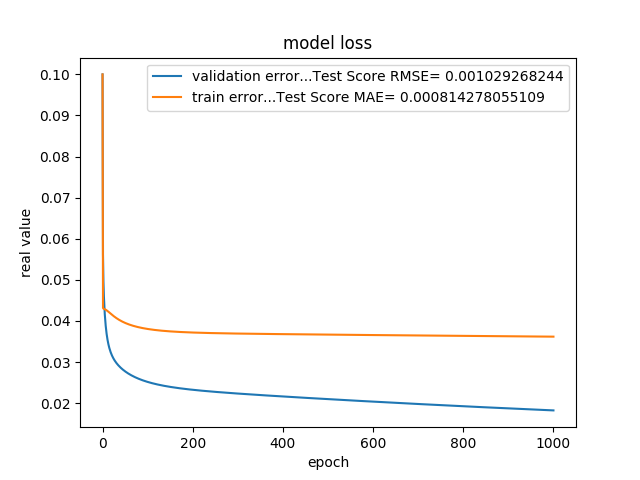 model loss
validation error...Test Score RMSE= 0.001029268244
train error...Test Score MAE= 0.000814278055109
0.10
0.09
0.08
0.07
0.06
0.05
0.04
0.03
0.02
real value
0 200 400 600 800 1000
epoch